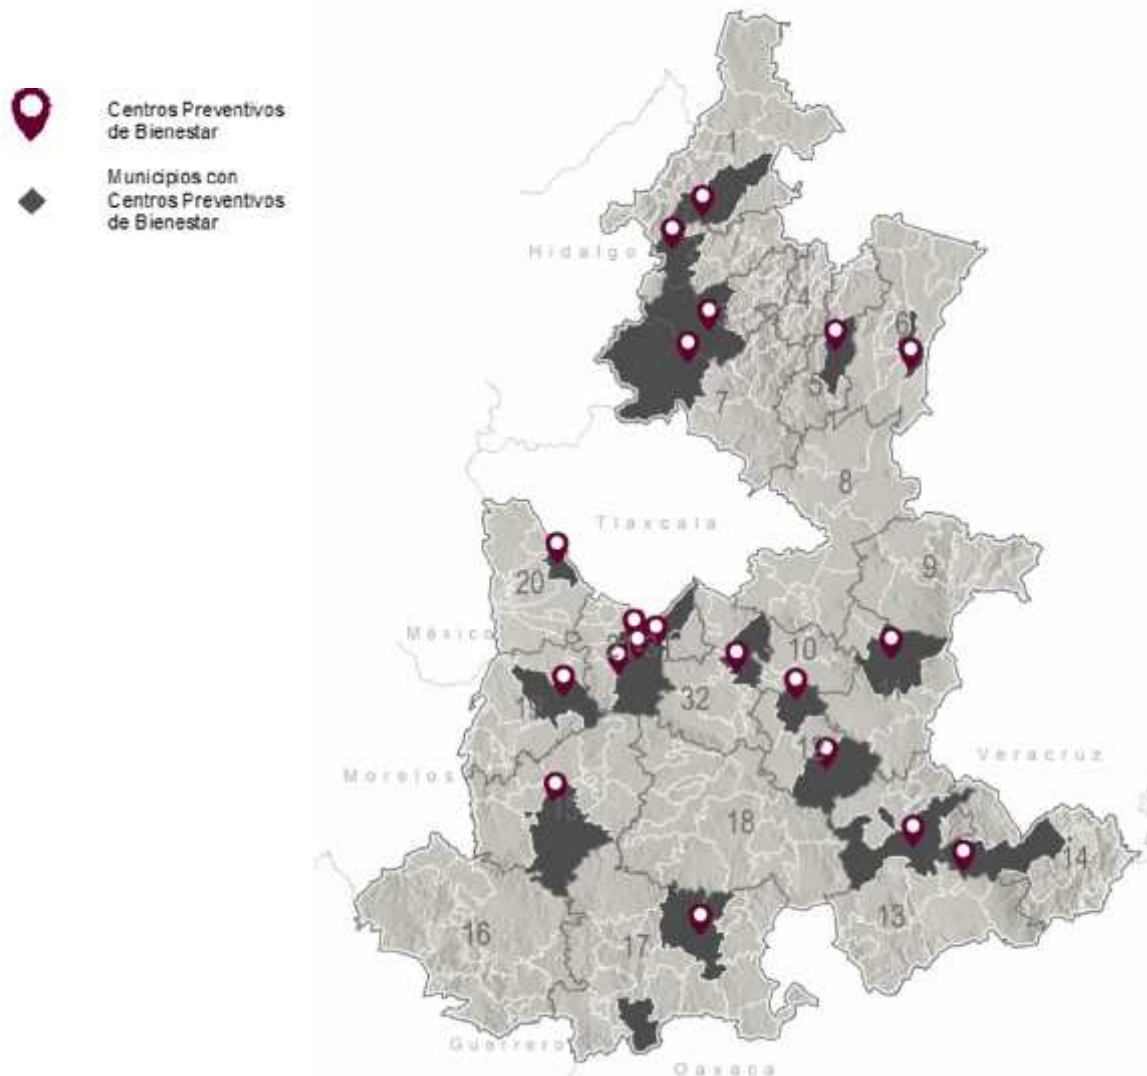 Centros Preventivos
de Bienestar
Municipios con
Centros Preventivos
de Bienestar
1
Hidalgo
4
6
5
7
8
Tlaxcala
9
20
México
10
32
Veracruz
Morelos
18
14
13
16
17
Guerrero
Oaxaca